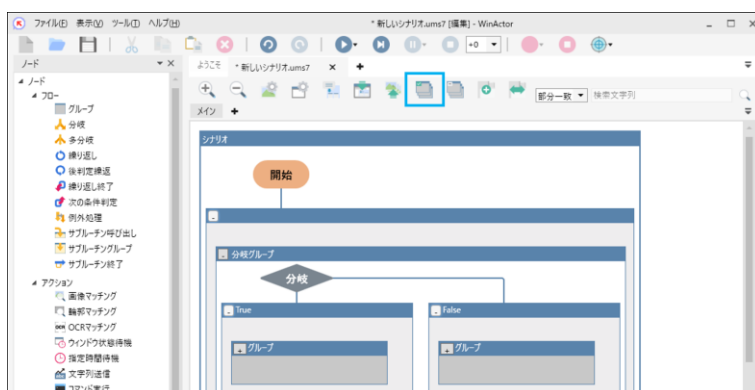 ファイル(F) 表示(V) ツール(T) ヘルプ(H)
* 新しいシナリオ.ums7 [編集] - WinActor
+0
ノード
ようこそ
* 新しいシナリオ.ums7
部分一致
検索文字列
メイン
ノード
フロー
グループ
分岐
多分岐
繰り返し
後判定繰返
繰り返し終了
次の条件判定
例外処理
サブルーチン呼び出し
サブルーチングループ
サブルーチン終了
アクション
画像マッチング
輪郭マッチング
OCR OCRマッチング
ウィンドウ状態待機
指定時間待機
文字列送信
コマンド実行
シナリオ
開始
分岐グループ
分岐
True
False
グループ
グループ